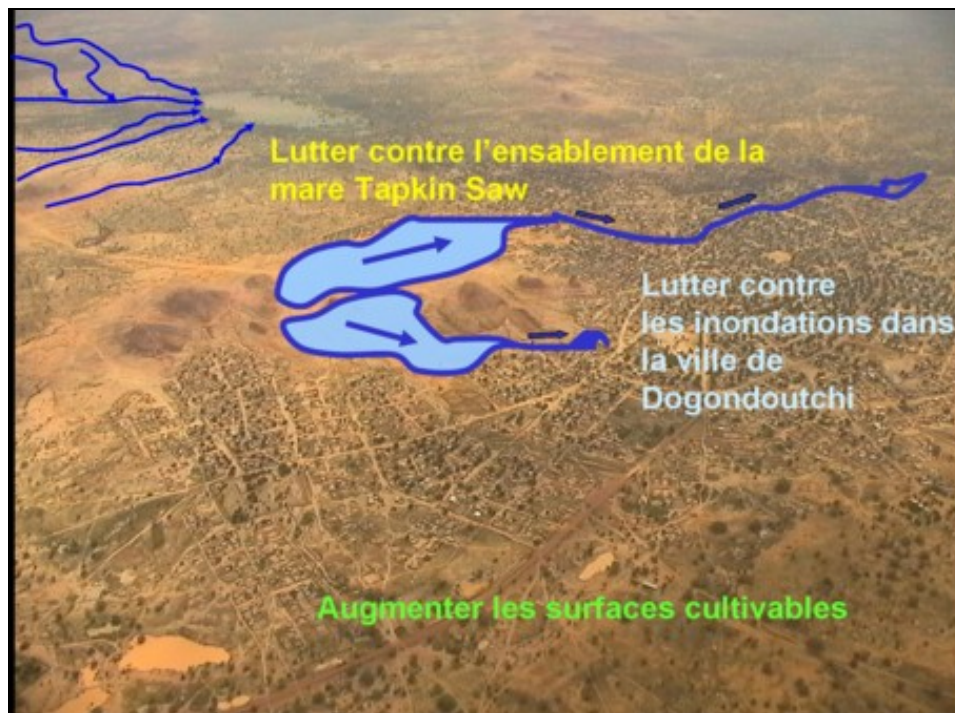 Lutter contre l'ensablement de la
mare Tapkin Saw
Lutter contre
les inondations dans
la ville de
Dogondoutchi
Augmenter les surfaces cultivables